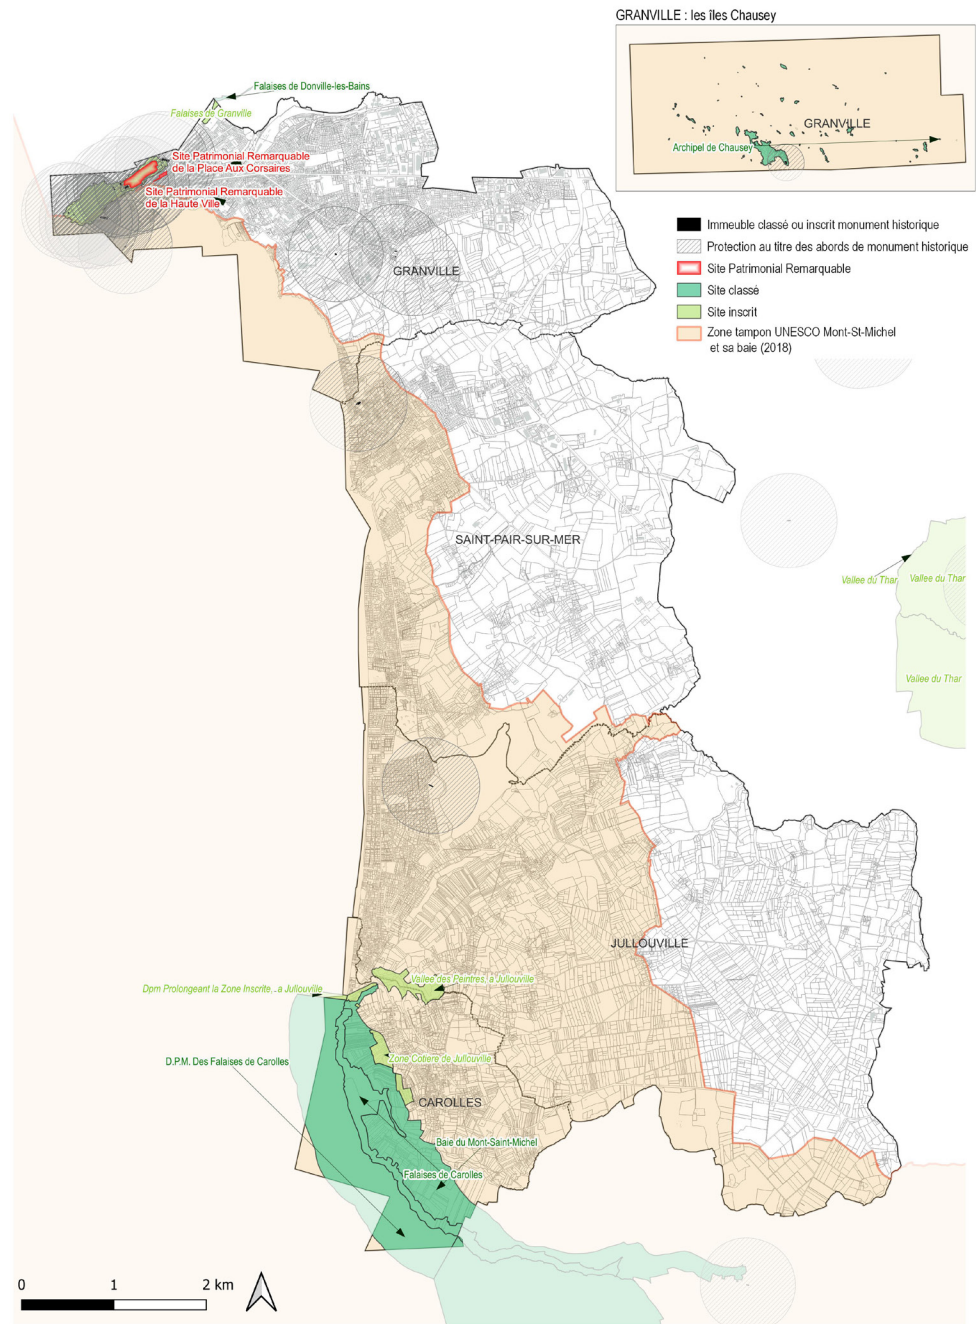 GRANVILLE : les îles Chausey
GRANVILLE
Archipel de Chausey
Falaises de Donville-les-Bains
Falaises de Granville
Site Patrimonial Remarquable
de la Place Aux Corsaires
Site Patrimonial Remarquable
de la Haute Ville
GRANVILLE
Immeuble classé ou inscrit monument historique
Protection au titre des abords de monument historique
Site Patrimonial Remarquable
Site classé
Site inscrit
Zone tampon UNESCO Mont-St-Michel
et sa baie (2018)
SAINT-PAIR-SUR-MER
Vallee du Thar
Vallee du Thar
Vallee du Thar
JULLOUVILLE
Vallee des Peintres, a Jullouville
Dpm Prolongeant la Zone Inscrite, a Jullouville
Zone Cotiere de Jullouville
D.P.M. Des Falaises de Carolles
CAROLLES
Baie du Mont-Saint-Michel
Falaises de Carolles
0 1 2 km